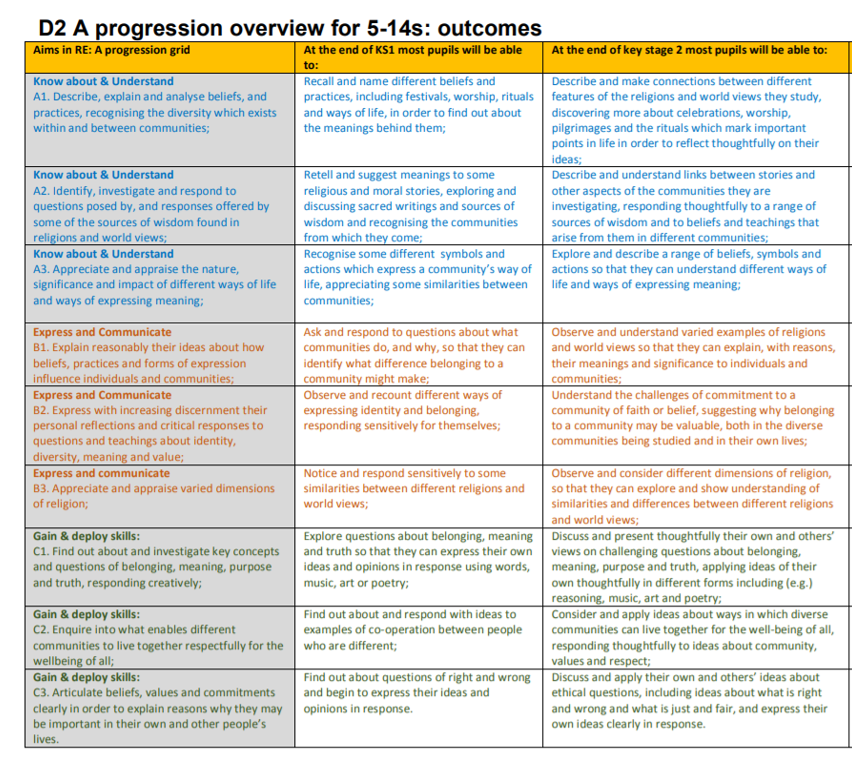 D2 A progression overview for 5-14s: outcomes
Aims in RE: A progression grid
At the end of KS1 most pupils will be able
to:
At the end of key stage 2 most pupils will be able to:
Know about & Understand
A1. Describe, explain and analyse beliefs, and
practices, recognising the diversity which exists
within and between communities;
Recall and name different beliefs and
practices, including festivals, worship, rituals
and ways of life, in order to find out about
the meanings behind them;
Describe and make connections between different
features of the religions and world views they study,
discovering more about celebrations, worship,
pilgrimages and the rituals which mark important
points in life in order to reflect thoughtfully on their
ideas;
Know about & Understand
A2. Identify, investigate and respond to
questions posed by, and responses offered by
some of the sources of wisdom found in
religions and world views;
Retell and suggest meanings to some
religious and moral stories, exploring and
discussing sacred writings and sources of
wisdom and recognising the communities
from which they come;
Describe and understand links between stories and
other aspects of the communities they are
investigating, responding thoughtfully to a range of
sources of wisdom and to beliefs and teachings that
arise from them in different communities;
Know about & Understand
A3. Appreciate and appraise the nature,
significance and impact of different ways of life
and ways of expressing meaning;
Recognise some different symbols and
actions which express a community's way of
life, appreciating some similarities between
communities;
Explore and describe a range of beliefs, symbols and
actions so that they can understand different ways of
life and ways of expressing meaning;
Express and Communicate
B1. Explain reasonably their ideas about how
beliefs, practices and forms of expression
influence individuals and communities;
Ask and respond to questions about what
communities do, and why, so that they can
identify what difference belonging to a
community might make;
Observe and understand varied examples of religions
and world views so that they can explain, with reasons,
their meanings and significance to individuals and
communities;
Express and Communicate
B2. Express with increasing discernment their
personal reflections and critical responses to
questions and teachings about identity,
diversity, meaning and value;
Observe and recount different ways of
expressing identity and belonging,
responding sensitively for themselves;
Understand the challenges of commitment to a
community of faith or belief, suggesting why belonging
to a community may be valuable, both in the diverse
communities being studied and in their own lives;
Express and communicate
B3. Appreciate and appraise varied dimensions
of religion;
Notice and respond sensitively to some
similarities between different religions and
world views;
Observe and consider different dimensions of religion,
so that they can explore and show understanding of
similarities and differences between different religions
and world views;
Gain & deploy skills:
C1. Find out about and investigate key concepts
and questions of belonging, meaning, purpose
and truth, responding creatively;
Explore questions about belonging, meaning
and truth so that they can express their own
ideas and opinions in response using words,
music, art or poetry;
Discuss and present thoughtfully their own and others'
views on challenging questions about belonging,
meaning, purpose and truth, applying ideas of their
own thoughtfully in different forms including (e.g.)
reasoning, music, art and poetry;
Gain & deploy skills:
C2. Enquire into what enables different
communities to live together respectfully for the
wellbeing of all;
Find out about and respond with ideas to
examples of co-operation between people
who are different;
Consider and apply ideas about ways in which diverse
communities can live together for the well-being of all,
responding thoughtfully to ideas about community,
values and respect;
Gain & deploy skills:
C3. Articulate beliefs, values and commitments
clearly in order to explain reasons why they may
be important in their own and other people's
lives.
Find out about questions of right and wrong
and begin to express their ideas and
opinions in response.
Discuss and apply their own and others' ideas about
ethical questions, including ideas about what is right
and wrong and what is just and fair, and express their
own ideas clearly in response.